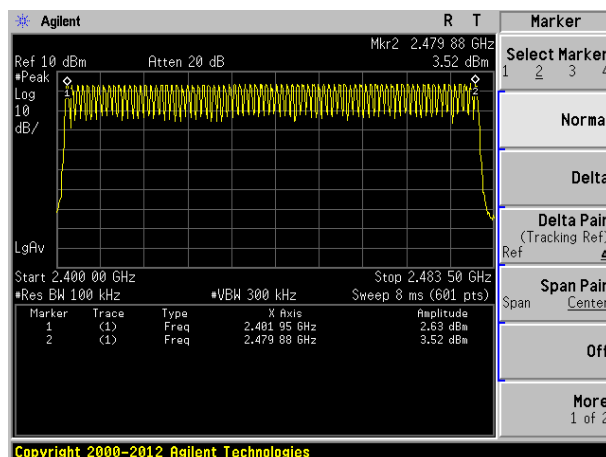 Agilent R T Marker
Mkr2 2.479 88 GHz
Ref 10 dBm Atten 20 dB 3.52 dBm
#Peak
Log
10
dB/
1
2
LgAv
Start 2.400 00 GHz Stop 2.483 50 GHz
#Res BW 100 kHz #VBW 300 kHz Sweep 8 ms (601 pts)
Marker Trace Type X Axis Amplitude
1 (1) Freq 2.401 95 GHz 2.63 dBm
2 (1) Freq 2.479 88 GHz 3.52 dBm
Select Marker
1 2 3 4
Norma
Delta
Delta Pair
(Tracking Ref)
Ref
Span Pair
Span Center
Off
More
1 of 2
Copyright 2000-2012 Agilent Technologies